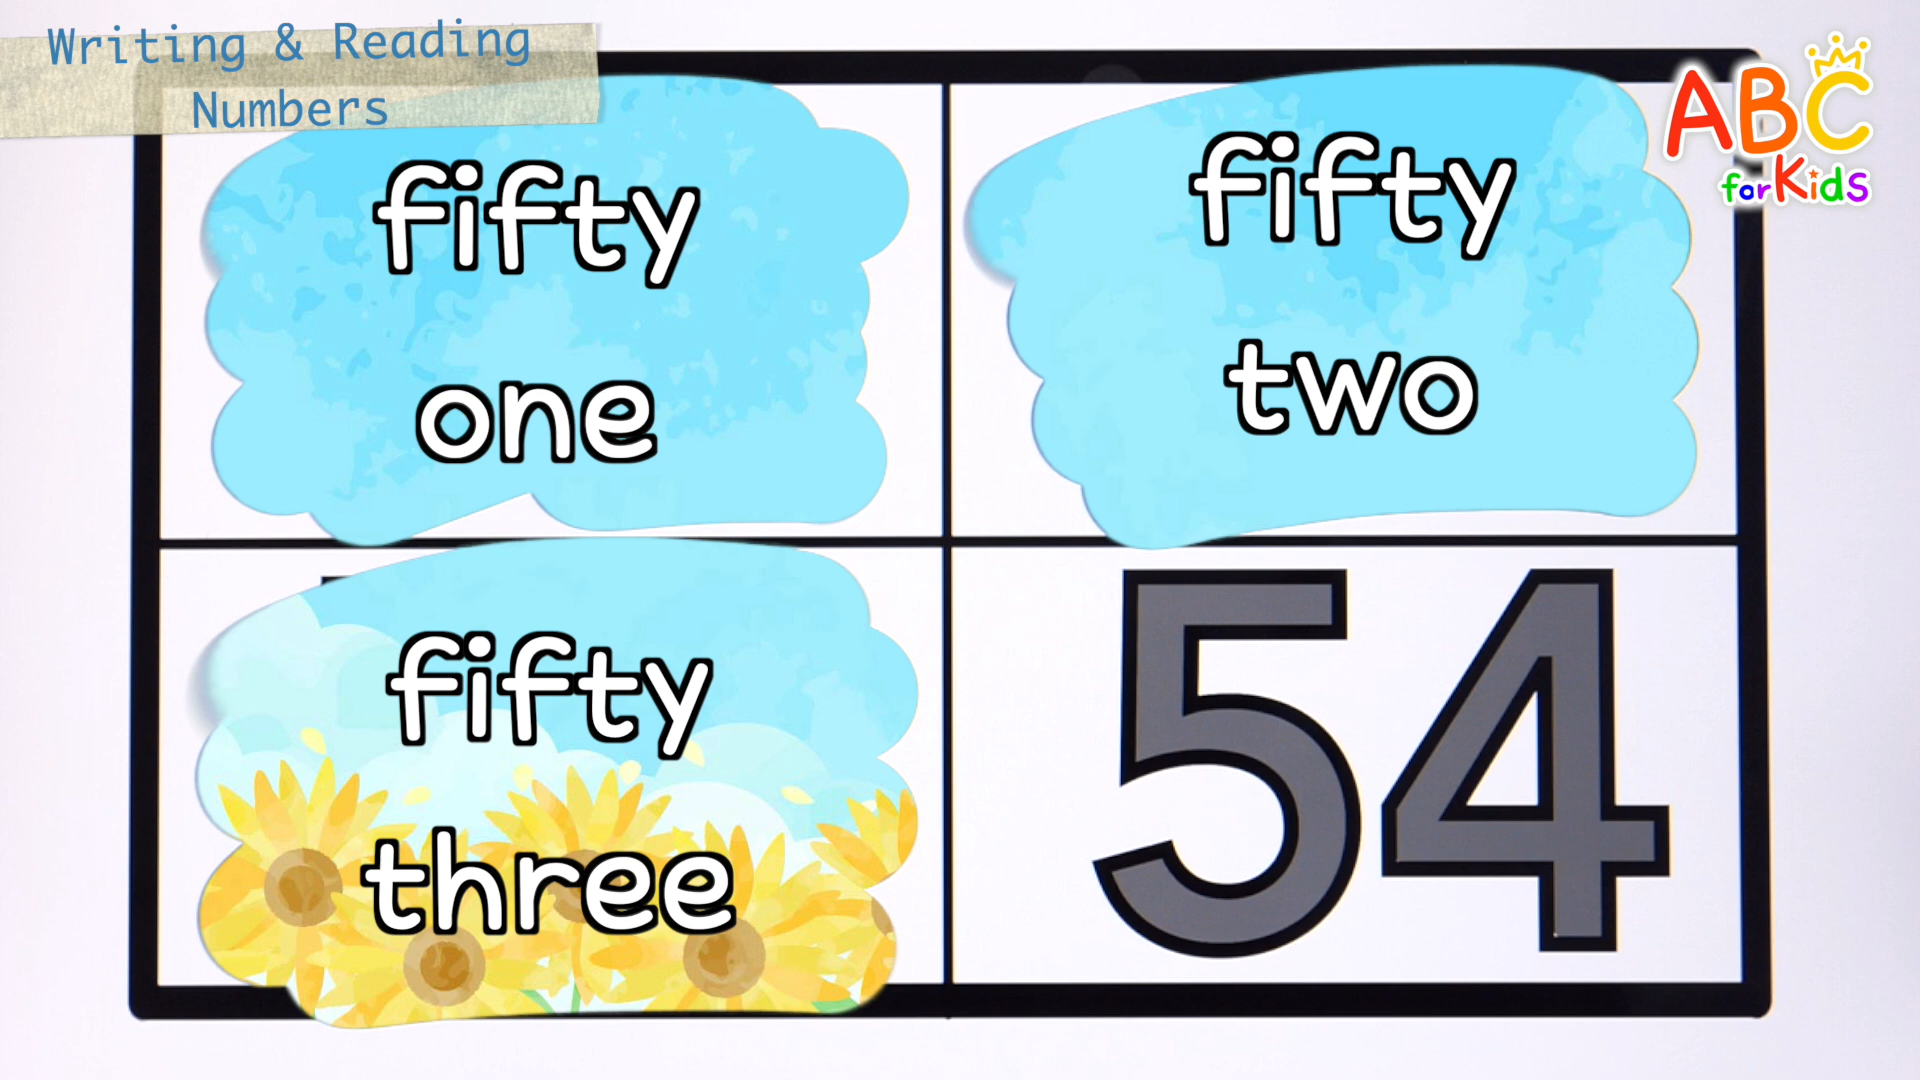 Writing & Reading
Numbers
ABC
for Kids
fifty
one
fifty
two
fifty
three
54